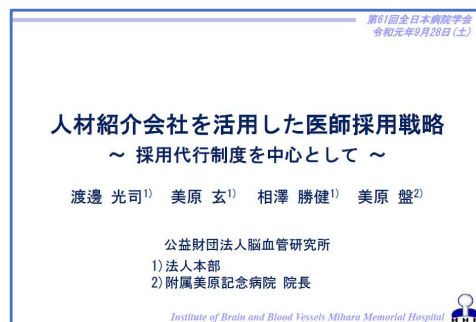 第61回全日本病院学会
令和元年9月28日(土)
人材紹介会社を活用した医師採用戦略
～ 採用代行制度を中心として ～
渡邉 光司1) 美原 玄1) 相澤 勝健1) 美原 盤2)
公益財団法人脳血管研究所
1)法人本部
2)附属美原記念病院 院長
Institute of Brain and Blood Vessels Mihara Memorial Hospital